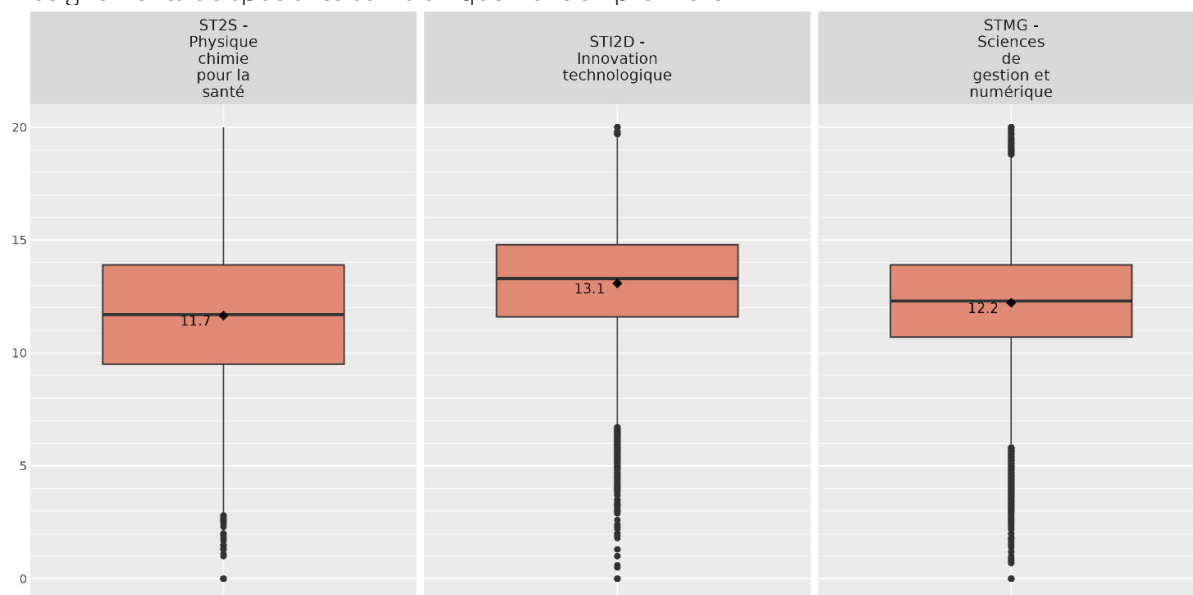 ST2S -
Physique
chimie
pour la
santé
STI2D -
Innovation
technologique
STMG -
Sciences
de
gestion et
numérique
20
15
10
5
0
11.7
13.1
12.2